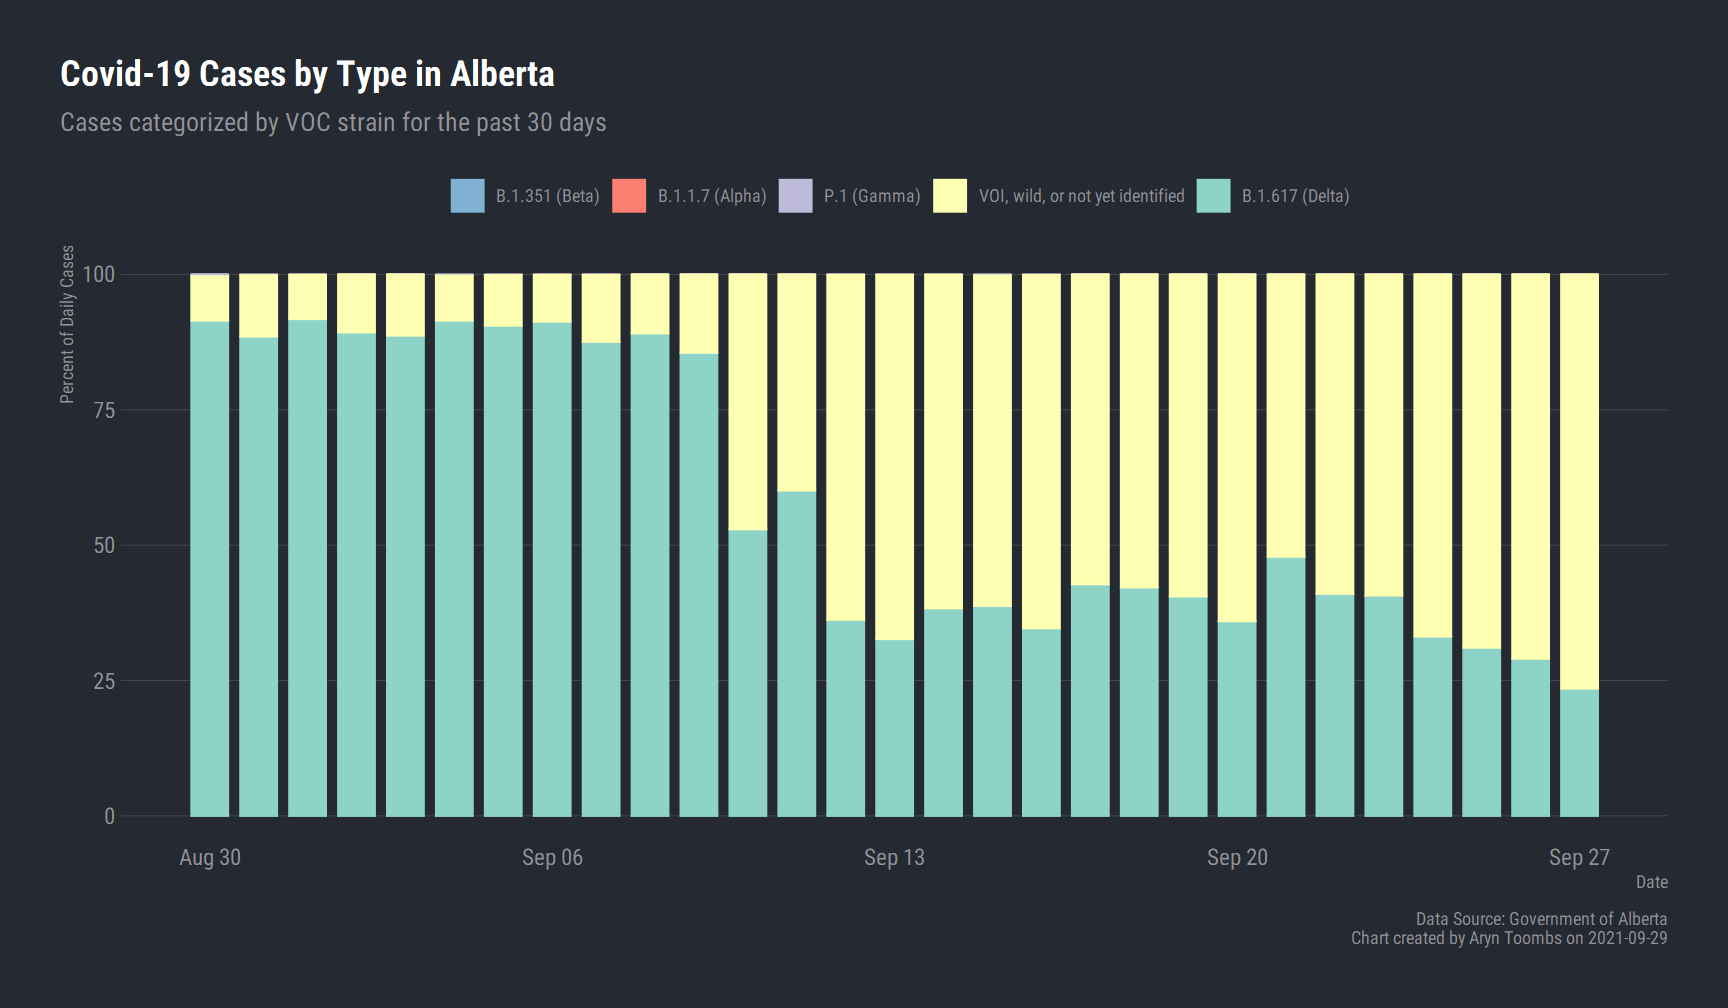 Covid-19 Cases by Type in Alberta
Cases categorized by VOC strain for the past 30 days
B.1.351 (Beta) B.1.1.7 (Alpha) P.1 (Gamma) VOI, wild, or not yet identified B.1.617 (Delta)
Percent of Daily Cases
100
75
50
25
0
Aug 30 Sep 06 Sep 13 Sep 20 Sep 27
Date
Data Source: Government of Alberta
Chart created by Aryn Toombs on 2021-09-29